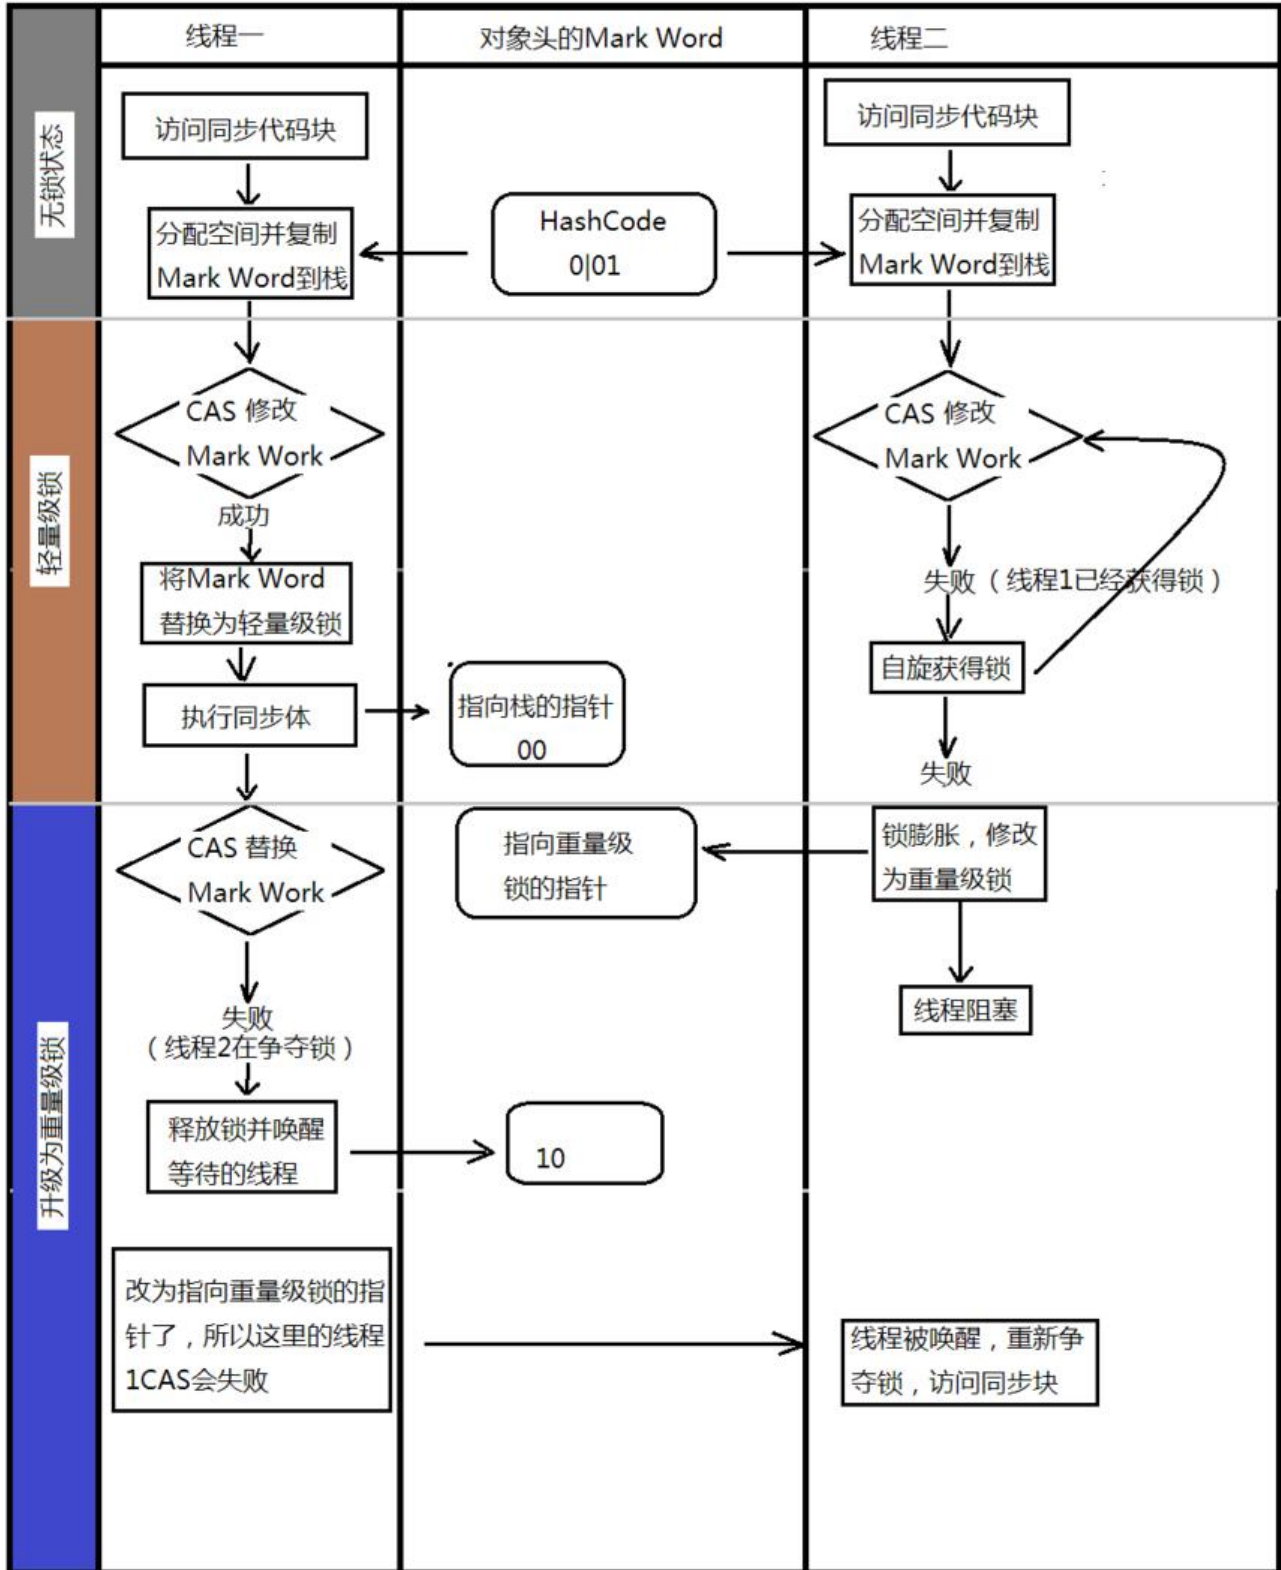 线程一
对象头的Mark Word
线程二
无锁状态
访问同步代码块
访问同步代码块
分配空间并复制
Mark Word到栈
HashCode
0|01
分配空间并复制
Mark Word到栈
轻量级锁
CAS 修改
Mark Work
CAS 修改
Mark Work
成功
失败（线程1已经获得锁）
将Mark Word
替换为轻量级锁
自旋获得锁
执行同步体
指向栈的指针
00
失败
升级为重量级锁
CAS 替换
Mark Work
指向重量级
锁的指针
锁膨胀，修改
为重量级锁
线程阻塞
失败
（线程2在争夺锁）
释放锁并唤醒
等待的线程
10
改为指向重量级锁的指
针了，所以这里的线程
1CAS会失败
线程被唤醒，重新争
夺锁，访问同步块